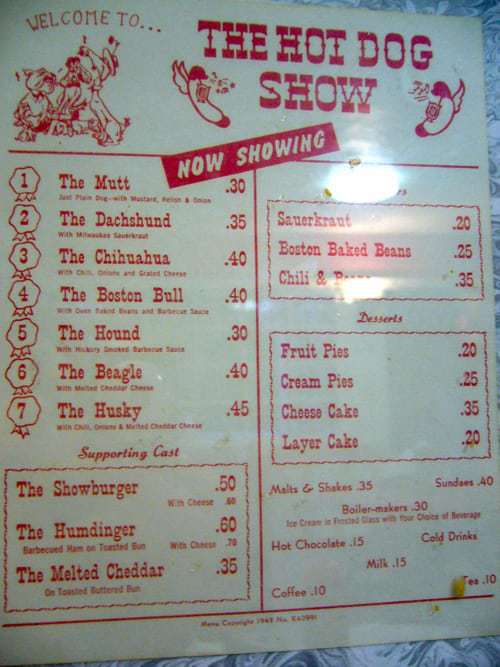 WELCOME TO...
THE HOT DOG
SHOW
NOW SHOWING
1 The Mutt .30
Just Plain Dog—with Mustard, Relish & Onion
2 The Dachshund .35
With Milwaukee Sauerkraut
3 The Chihuahua .40
With Chili, Onions and Grated Cheese
4 The Boston Bull .40
With Oven Baked Beans and Barbecue Sauce
5 The Hound .30
With Hickory Smoked Barbecue Sauce
6 The Beagle .40
With Melted Cheddar Cheese
7 The Husky .45
With Chili, Onions & Melted Cheddar Cheese
Supporting Cast
The Showburger .50
With Cheese .60
The Humdinger .60
Barbecued Ham on Toasted Bun With Cheese .70
The Melted Cheddar .35
On Toasted Buttered Bun
Sauerkraut .20
Boston Baked Beans .25
Chili & .35
Desserts
Fruit Pies .20
Cream Pies .25
Cheese Cake .35
Layer Cake .20
Malts & Shakes .35 Sundaes .40
Boiler-makers .30
Ice Cream in Frosted Glass with Your Choice of Beverage
Hot Chocolate .15 Cold Drinks
Milk .15
Coffee .10 Tea .10
Menu Copyright